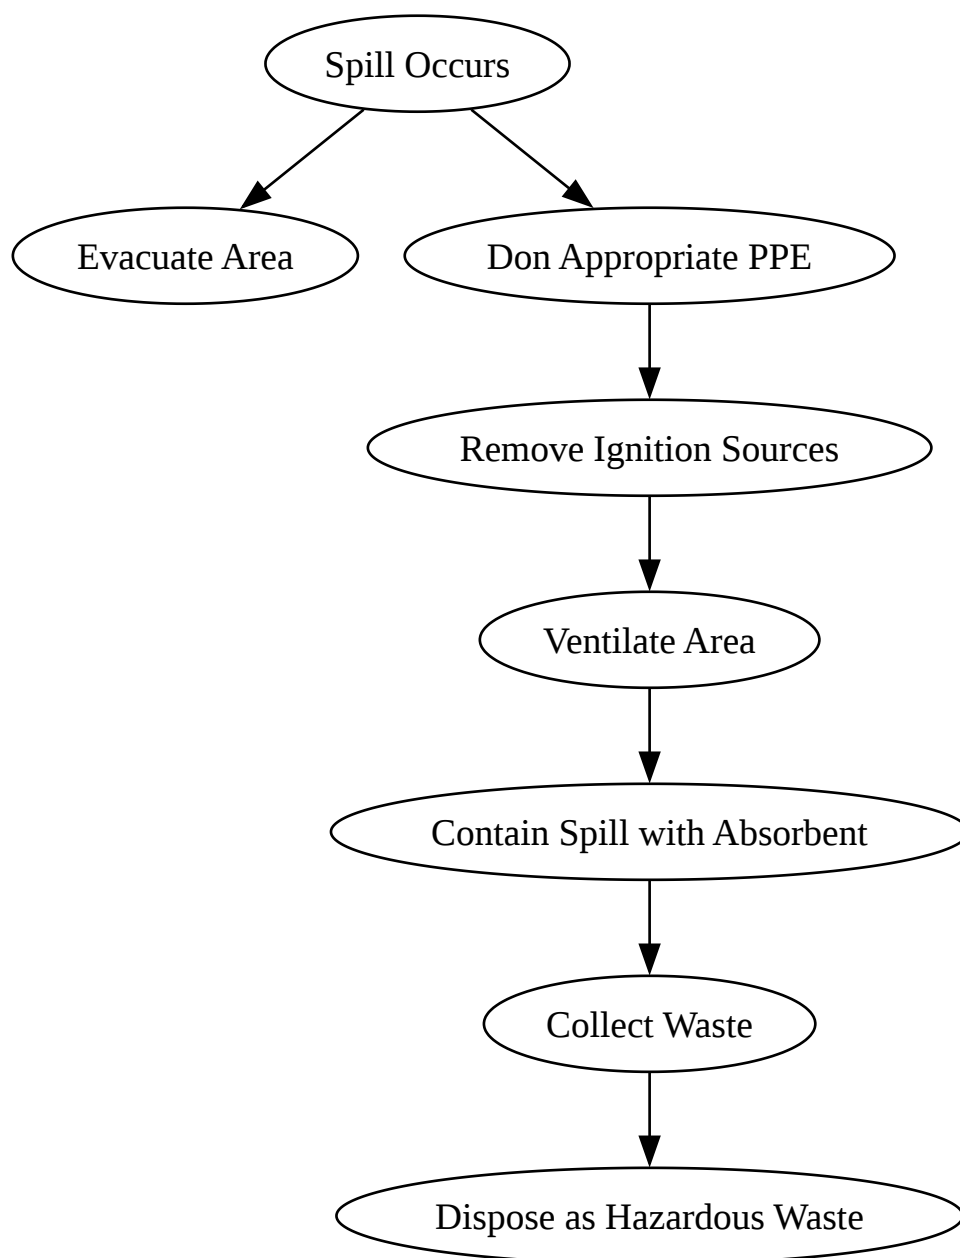 Spill Occurs
Evacuate Area
Don Appropriate PPE
Remove Ignition Sources
Ventilate Area
Contain Spill with Absorbent
Collect Waste
Dispose as Hazardous Waste